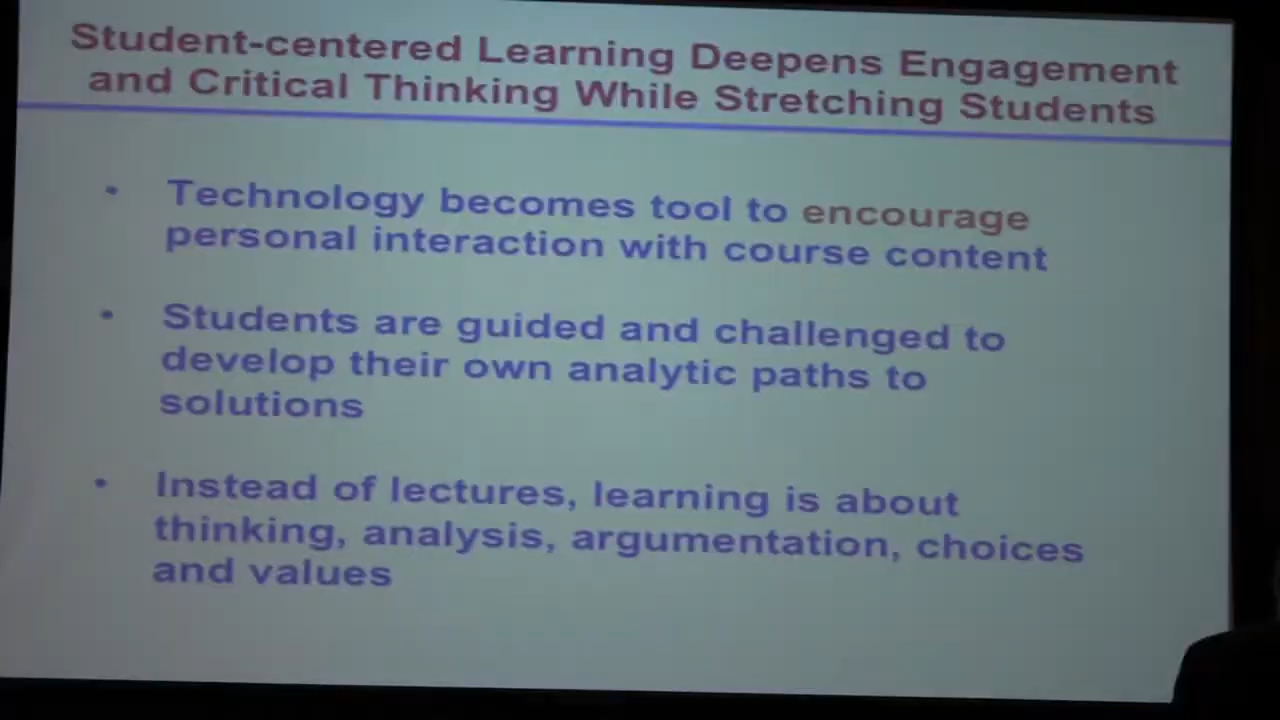 Student-centered Learning Deepens Engagement
and Critical Thinking While Stretching Students
• Technology becomes tool to encourage
personal interaction with course content
• Students are guided and challenged to
develop their own analytic paths to
solutions
• Instead of lectures, learning is about
thinking, analysis, argumentation, choices
and values